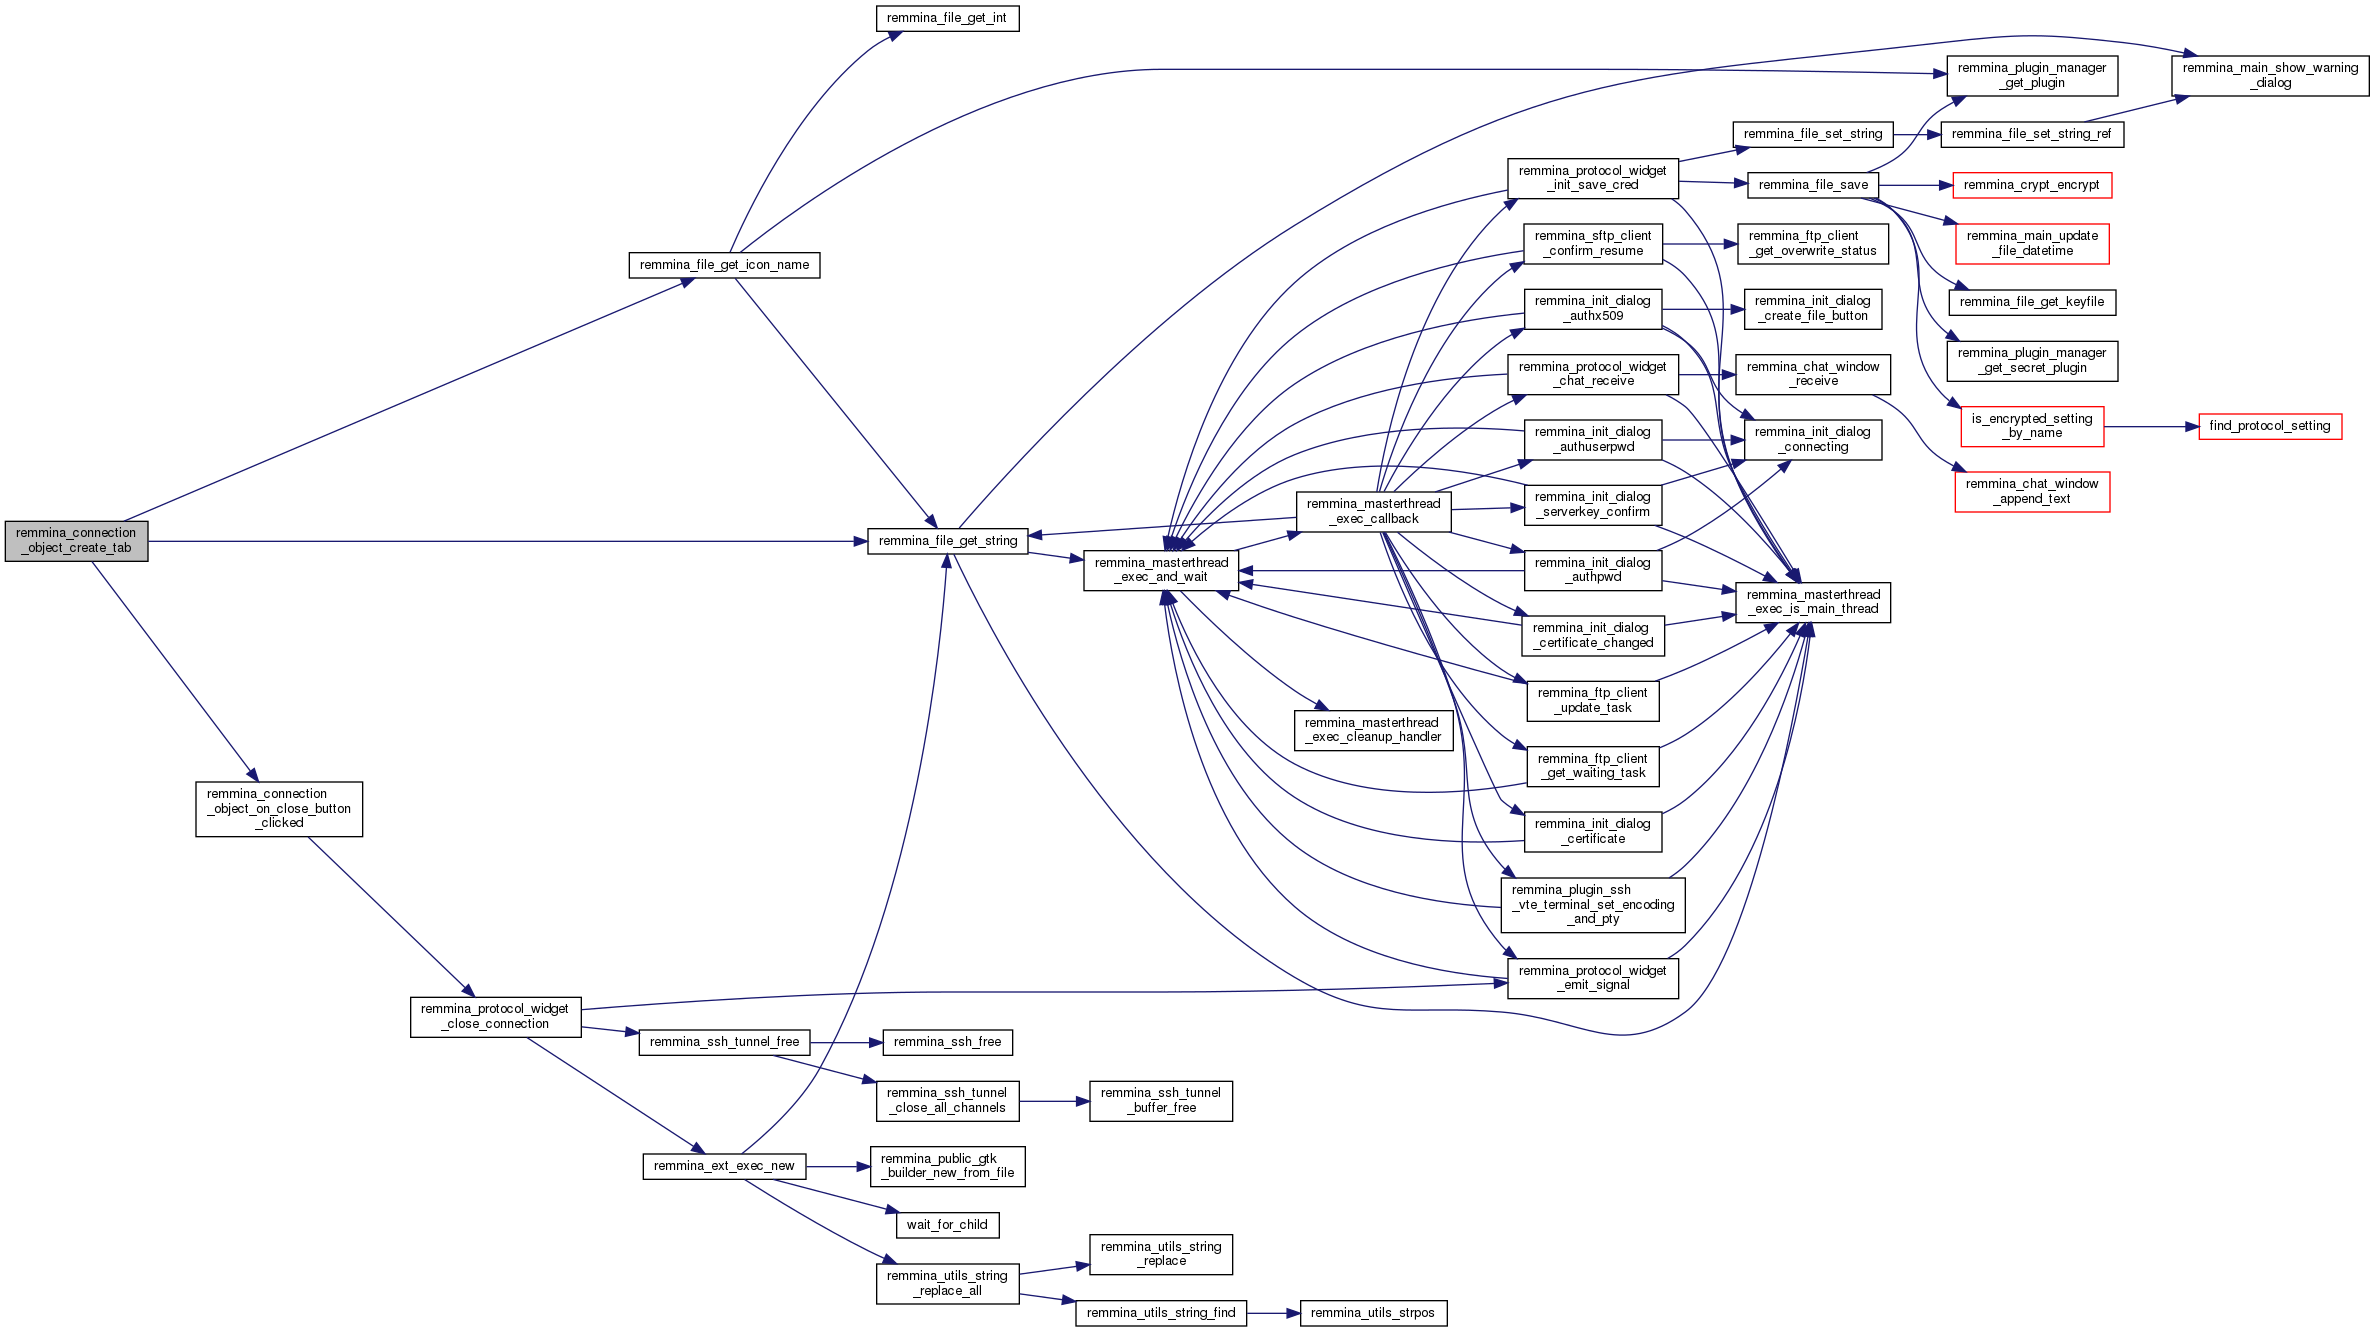 remmina_connection
_object_create_tab
remmina_connection
_object_on_close_button
_clicked
remmina_protocol_widget
_close_connection
remmina_file_get_icon_name
remmina_ssh_tunnel_free
remmina_ext_exec_new
remmina_file_get_int
remmina_file_get_string
remmina_ssh_free
remmina_ssh_tunnel
_close_all_channels
remmina_public_gtk
_builder_new_from_file
wait_for_child
remmina_utils_string
_replace_all
remmina_masterthread
_exec_and_wait
remmina_ssh_tunnel
_buffer_free
remmina_utils_string
_replace
remmina_utils_string_find
remmina_masterthread
_exec_callback
remmina_masterthread
_exec_cleanup_handler
remmina_utils_strpos
remmina_protocol_widget
_init_save_cred
remmina_sftp_client
_confirm_resume
remmina_init_dialog
_authx509
remmina_protocol_widget
_chat_receive
remmina_init_dialog
_authuserpwd
remmina_init_dialog
_serverkey_confirm
remmina_init_dialog
_authpwd
remmina_init_dialog
_certificate_changed
remmina_ftp_client
_update_task
remmina_ftp_client
_get_waiting_task
remmina_init_dialog
_certificate
remmina_plugin_ssh
_vte_terminal_set_encoding
_and_pty
remmina_protocol_widget
_emit_signal
remmina_file_set_string
remmina_file_save
remmina_ftp_client
_get_overwrite_status
remmina_init_dialog
_create_file_button
remmina_chat_window
_receive
remmina_init_dialog
_connecting
remmina_masterthread
_exec_is_main_thread
remmina_plugin_manager
_get_plugin
remmina_file_set_string_ref
remmina_crypt_encrypt
remmina_main_update
_file_datetime
remmina_file_get_keyfile
remmina_plugin_manager
_get_secret_plugin
is_encrypted_setting
_by_name
remmina_chat_window
_append_text
remmina_main_show_warning
_dialog
find_protocol_setting